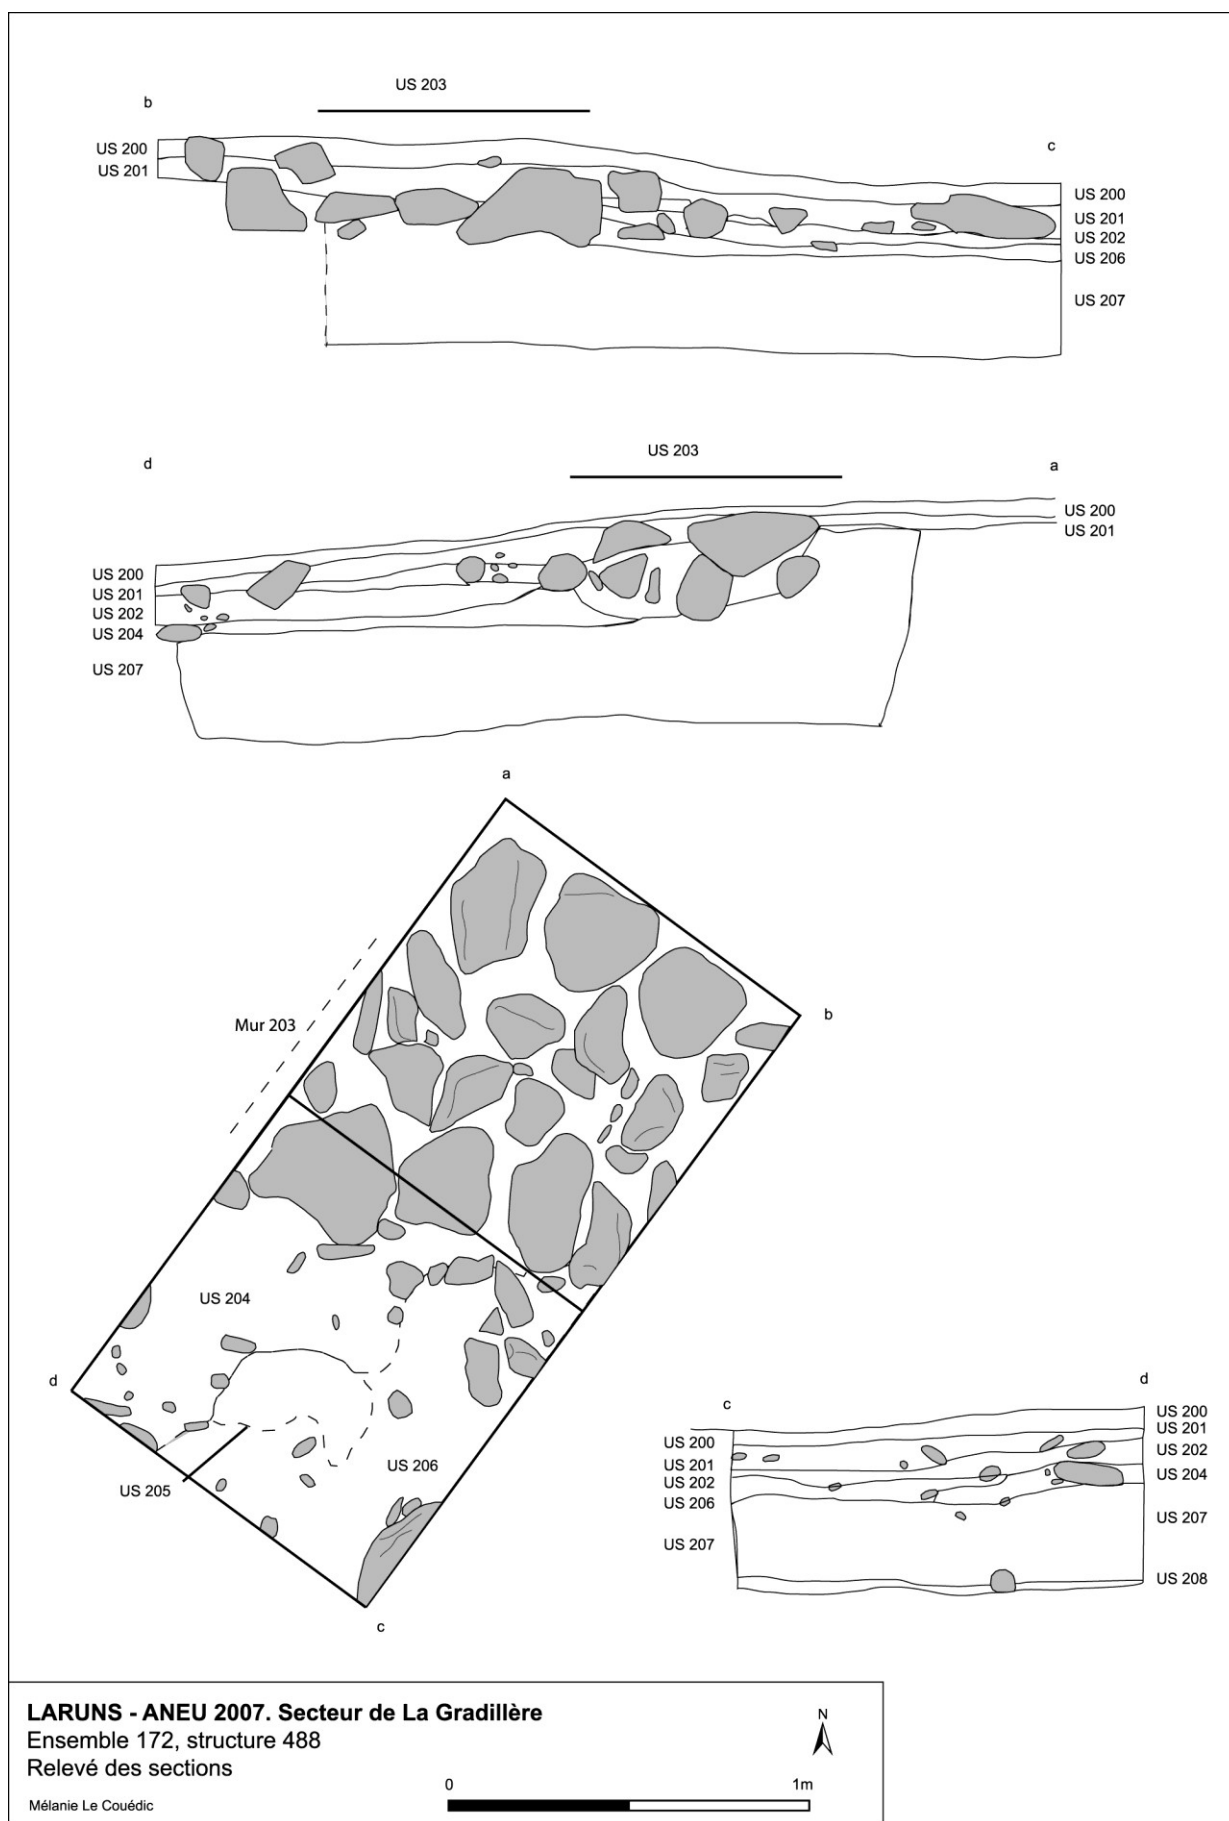 US 203
b
c
US 200
US 201
US 200
US 201
US 202
US 206
US 207
US 203
d
a
US 200
US 201
US 200
US 201
US 202
US 204
US 207
a
Mur 203
b
US 204
d
US 205
US 206
c
c
d
US 200
US 201
US 202
US 206
US 207
US 200
US 201
US 202
US 204
US 207
US 208
LARUNS - ANEU 2007. Secteur de La Gradillère
Ensemble 172, structure 488
Relevé des sections
Mélanie Le Couédic
N
0 1m